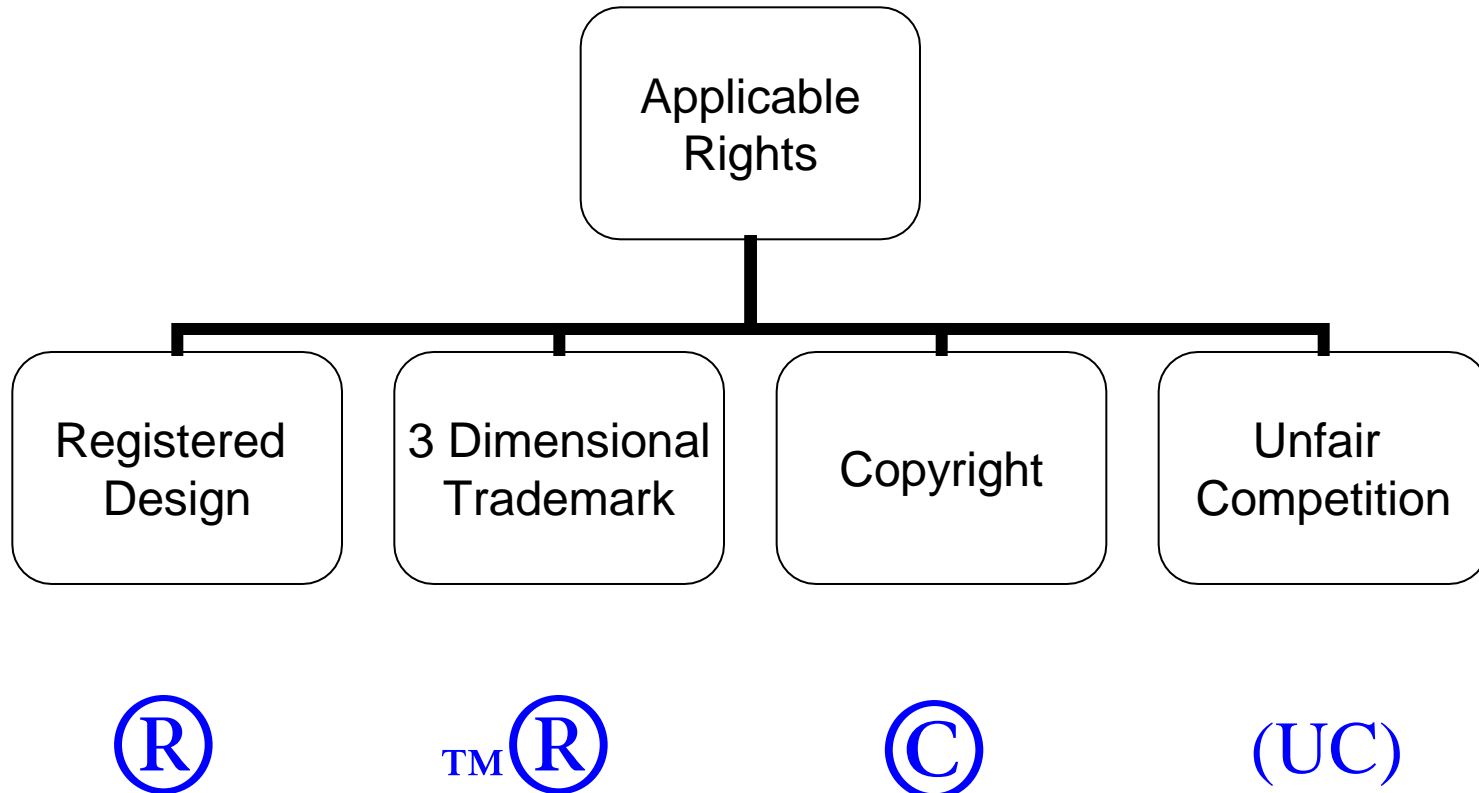 Applicable
Rights
Registered
Design
3 Dimensional
Trademark
Copyright
Unfair
Competition
®
™®
©
(UC)